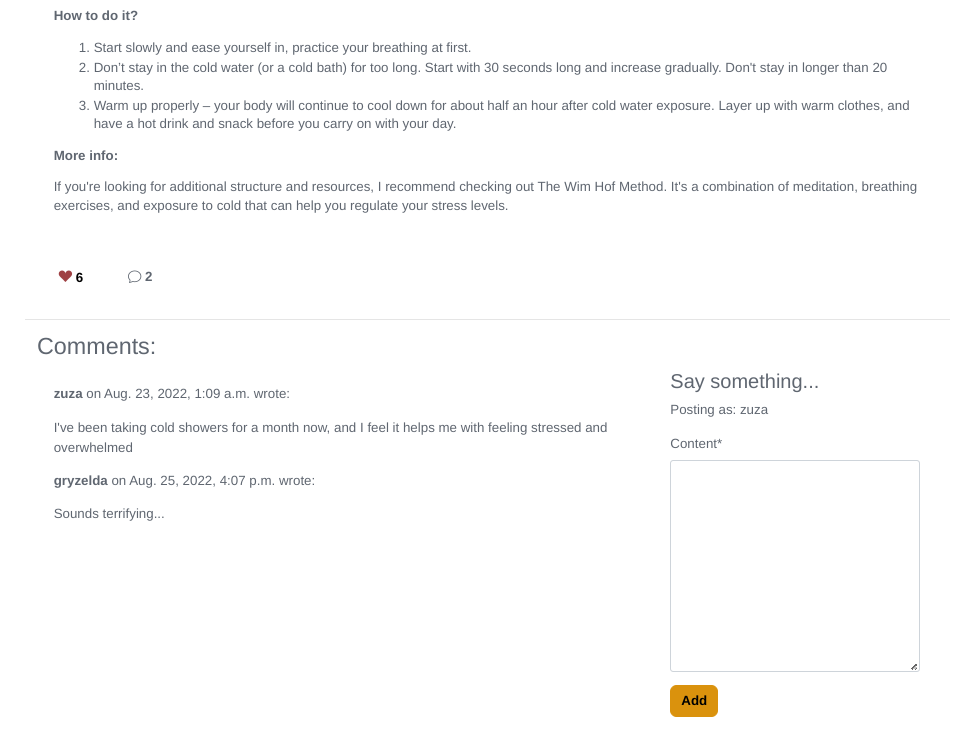 How to do it?
1. Start slowly and ease yourself in, practice your breathing at first.
2. Don’t stay in the cold water (or a cold bath) for too long. Start with 30 seconds long and increase gradually. Don't stay in longer than 20
minutes.
3. Warm up properly – your body will continue to cool down for about half an hour after cold water exposure. Layer up with warm clothes, and
have a hot drink and snack before you carry on with your day.
More info:
If you're looking for additional structure and resources, I recommend checking out The Wim Hof Method. It's a combination of meditation, breathing
exercises, and exposure to cold that can help you regulate your stress levels.
6 2
Comments:
zuza on Aug. 23, 2022, 1:09 a.m. wrote:
I've been taking cold showers for a month now, and I feel it helps me with feeling stressed and
overwhelmed
gryzelda on Aug. 25, 2022, 4:07 p.m. wrote:
Sounds terrifying...
Say something...
Posting as: zuza
Content*
Add